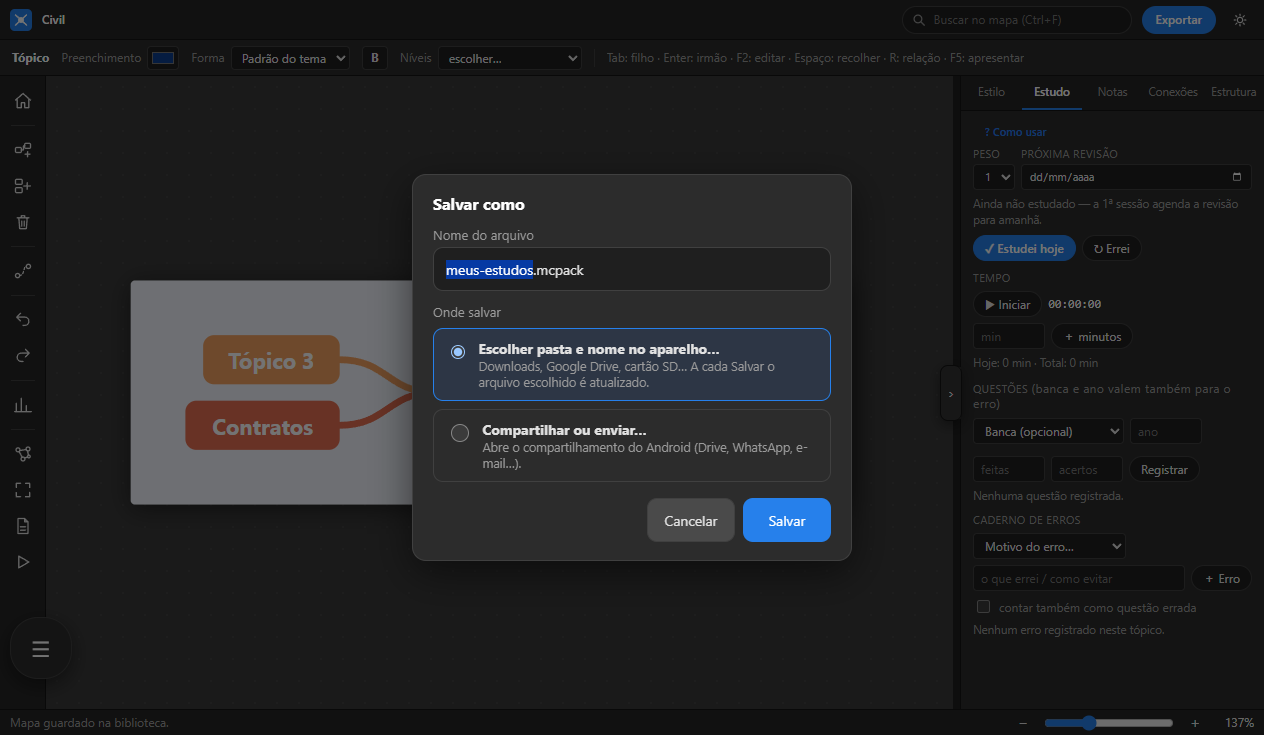 Civil
Buscar no mapa (Ctrl+F)
Exportar
Tópico
Preenchimento
Forma
Padrão do tema
B
Níveis
escolher...
Tab: filho · Enter: irmão · F2: editar · Espaço: recolher · R: relação · F5: apresentar
Estilo
Estudo
Notas
Conexões
Estrutura
? Como usar
PESO
PRÓXIMA REVISÃO
1
dd/mm/aaaa
Ainda não estudado — a 1ª sessão agenda a revisão
para amanhã.
✓ Estudei hoje
↻ Errei
TEMPO
▶ Iniciar
00:00:00
min
+ minutos
Hoje: 0 min · Total: 0 min
QUESTÕES (banca e ano valem também para o
erro)
Banca (opcional)
ano
feitas
acertos
Registrar
Nenhuma questão registrada.
CADERNO DE ERROS
Motivo do erro...
o que errei / como evitar
+ Erro
contar também como questão errada
Nenhum erro registrado neste tópico.
Tópico 3
Contratos
Salvar como
Nome do arquivo
meus-estudos.mcpack
Onde salvar
Escolher pasta e nome no aparelho...
Downloads, Google Drive, cartão SD... A cada Salvar o
arquivo escolhido é atualizado.
Compartilhar ou enviar...
Abre o compartilhamento do Android (Drive, WhatsApp, e-
mail...).
Cancelar
Salvar
Mapa guardado na biblioteca.
137%